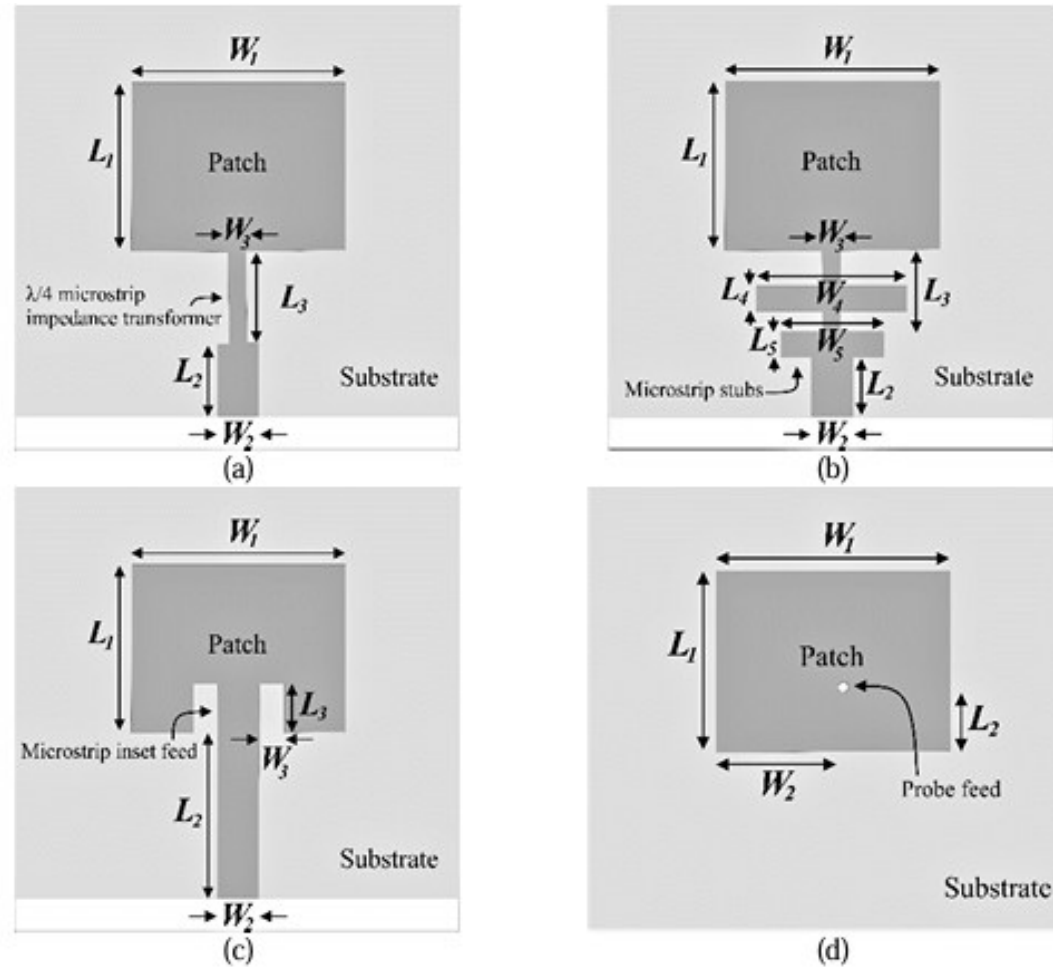 W1
L1
Patch
W3
λ/4 microstrip
impedance transformer
L3
L2
Substrate
W2
(a)
W1
L1
Patch
W3
L4
W4
L3
L5
W5
Microstrip stubs
L2
Substrate
W2
(b)
W1
L1
Patch
L3
Microstrip inset feed
W3
L2
Substrate
W2
(c)
W1
L1
Patch
L2
W2
Probe feed
Substrate
(d)